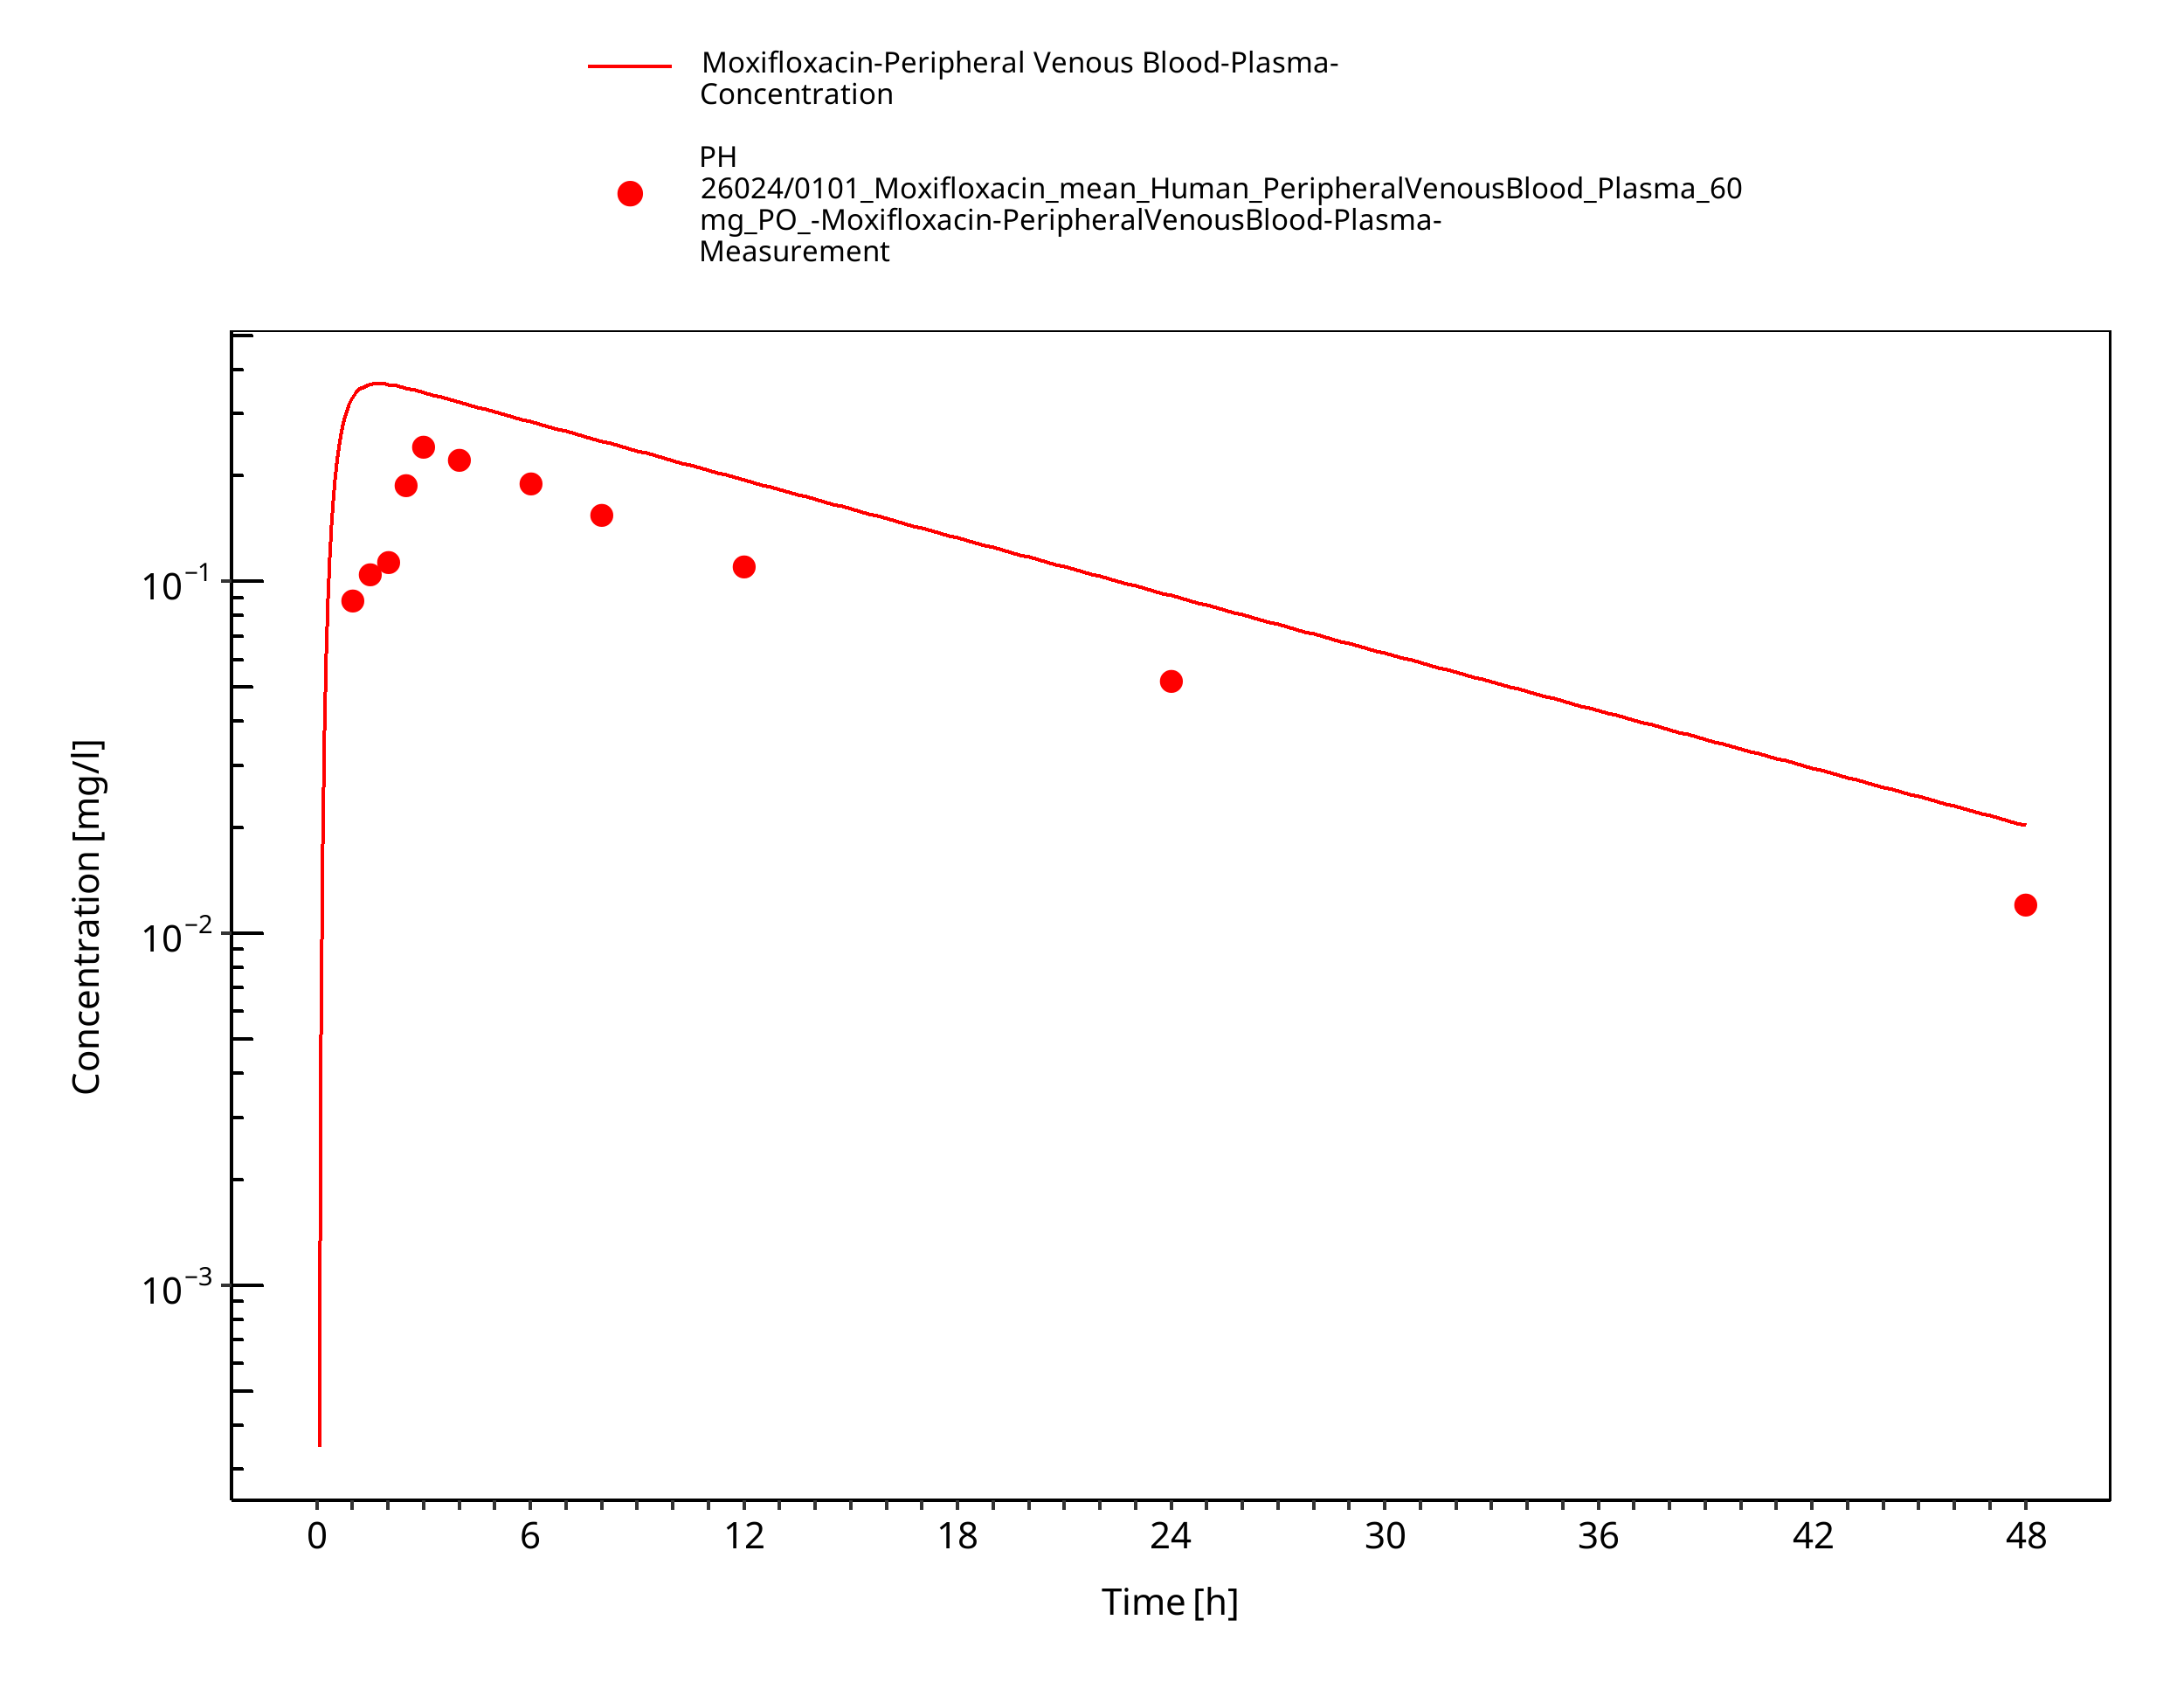 Moxifloxacin-Peripheral Venous Blood-Plasma-
Concentration
PH
26024/0101_Moxifloxacin_mean_Human_PeripheralVenousBlood_Plasma_60
mg_PO_-Moxifloxacin-PeripheralVenousBlood-Plasma-
Measurement
Concentration [mg/l]
10⁻¹
10⁻²
10⁻³
0 6 12 18 24 30 36 42 48
Time [h]